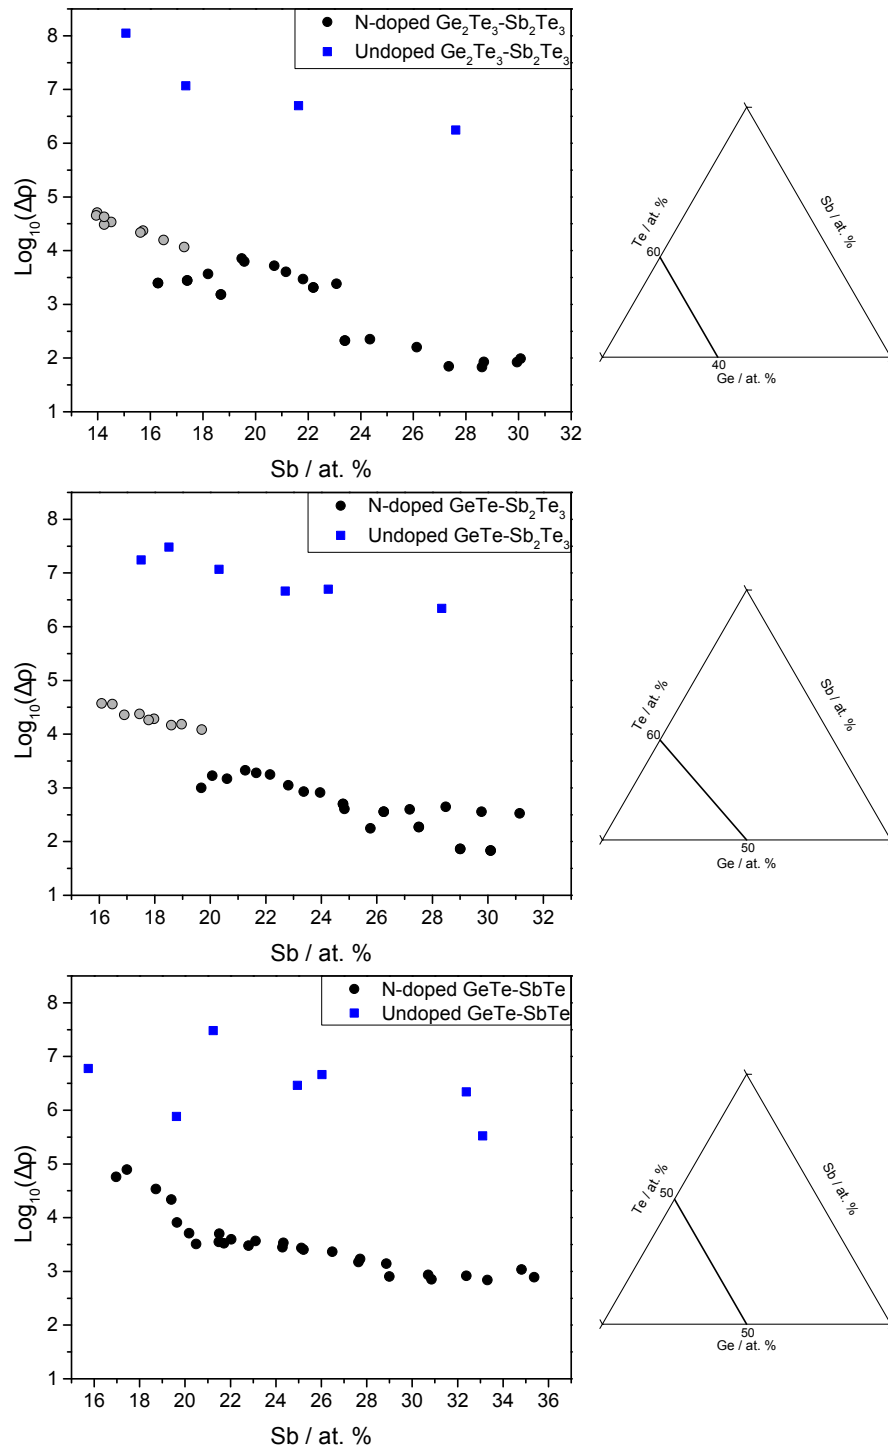 N-doped Ge₂Te₃-Sb₂Te₃
Undoped Ge₂Te₃-Sb₂Te₃
8
7
6
5
4
3
2
1
Log₁₀(Δρ)
14 16 18 20 22 24 26 28 30 32
Sb / at. %
Te / at. %
Sb / at. %
60
40
Ge / at. %
N-doped GeTe-Sb₂Te₃
Undoped GeTe-Sb₂Te₃
8
7
6
5
4
3
2
1
Log₁₀(Δρ)
16 18 20 22 24 26 28 30 32
Sb / at. %
Te / at. %
Sb / at. %
60
50
Ge / at. %
N-doped GeTe-SbTe
Undoped GeTe-SbTe
8
7
6
5
4
3
2
1
Log₁₀(Δρ)
16 18 20 22 24 26 28 30 32 34 36
Sb / at. %
Te / at. %
Sb / at. %
50
50
Ge / at. %